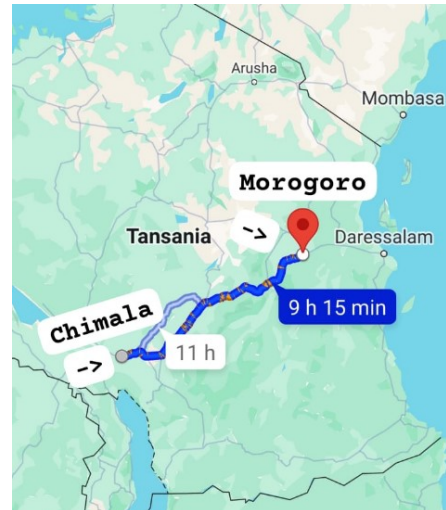 Arusha
Mombasa
Morogoro
->
Tansania
Daressalam
9 h 15 min
Chimala
->
11 h